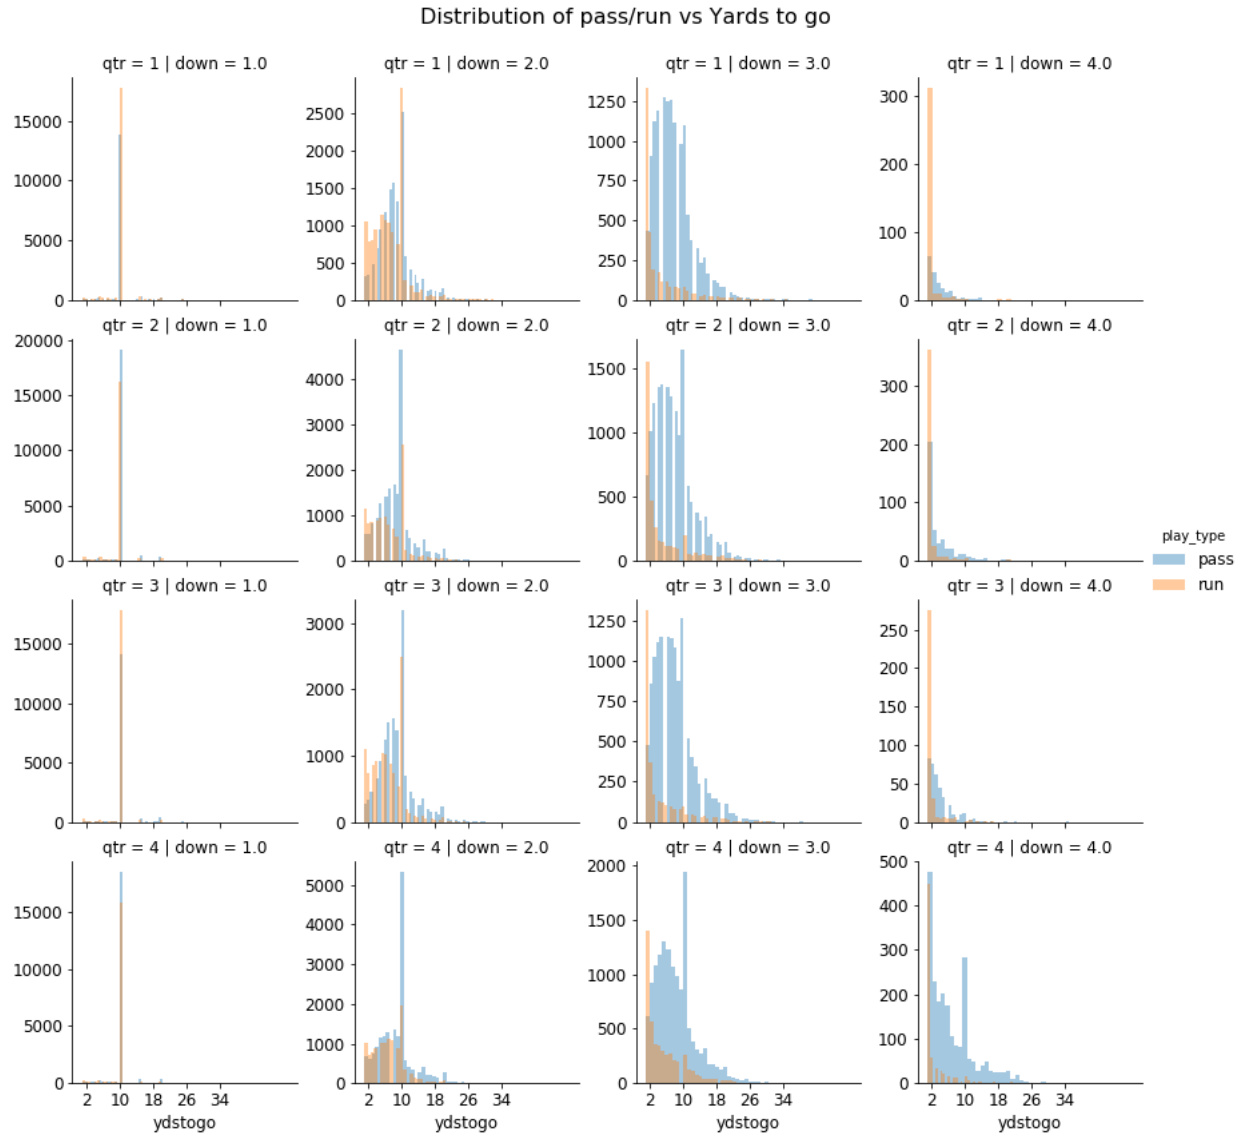 Distribution of pass/run vs Yards to go
qtr = 1 | down = 1.0
qtr = 1 | down = 2.0
qtr = 1 | down = 3.0
qtr = 1 | down = 4.0
15000
10000
5000
0
2500
2000
1500
1000
500
0
1250
1000
750
500
250
0
300
200
100
0
qtr = 2 | down = 1.0
qtr = 2 | down = 2.0
qtr = 2 | down = 3.0
qtr = 2 | down = 4.0
20000
15000
10000
5000
0
4000
3000
2000
1000
0
1500
1000
500
0
300
200
100
0
play_type
pass
run
qtr = 3 | down = 1.0
qtr = 3 | down = 2.0
qtr = 3 | down = 3.0
qtr = 3 | down = 4.0
15000
10000
5000
0
3000
2000
1000
0
1250
1000
750
500
250
0
250
200
150
100
50
0
qtr = 4 | down = 1.0
qtr = 4 | down = 2.0
qtr = 4 | down = 3.0
qtr = 4 | down = 4.0
15000
10000
5000
0
5000
4000
3000
2000
1000
0
2000
1500
1000
500
0
500
400
300
200
100
0
2 10 18 26 34
2 10 18 26 34
2 10 18 26 34
2 10 18 26 34
ydstogo
ydstogo
ydstogo
ydstogo